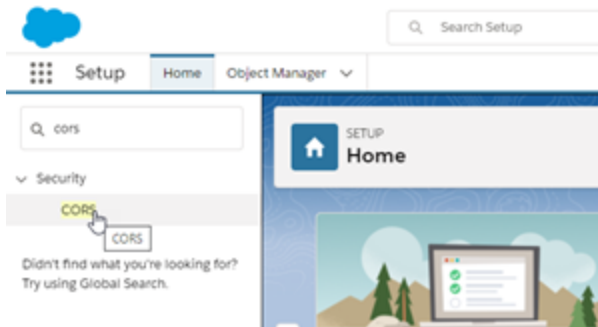 Search Setup
Setup Home Object Manager
cors
SETUP
Home
Security
CORS
CORS
Didn't find what you're looking for?
Try using Global Search.